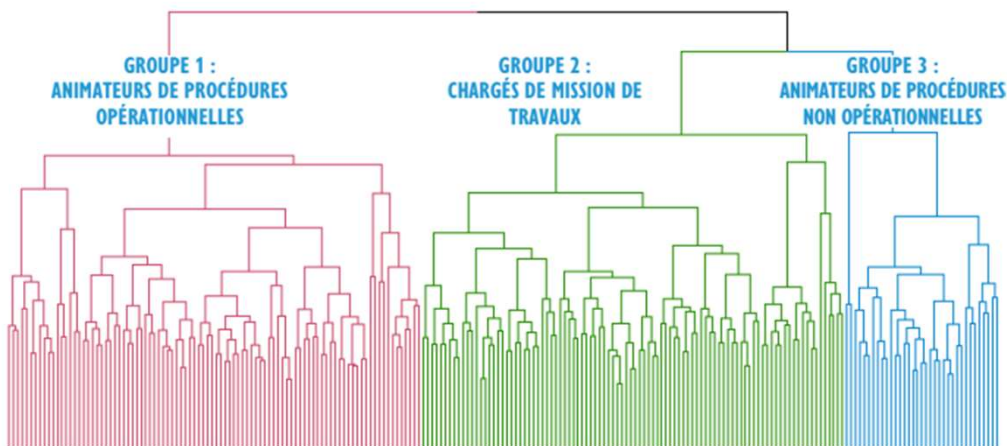 GROUPE 1 :
ANIMATEURS DE PROCÉDURES
OPÉRATIONNELLES
GROUPE 2 :
CHARGÉS DE MISSION DE
TRAVAUX
GROUPE 3 :
ANIMATEURS DE PROCÉDURES
NON OPÉRATIONNELLES